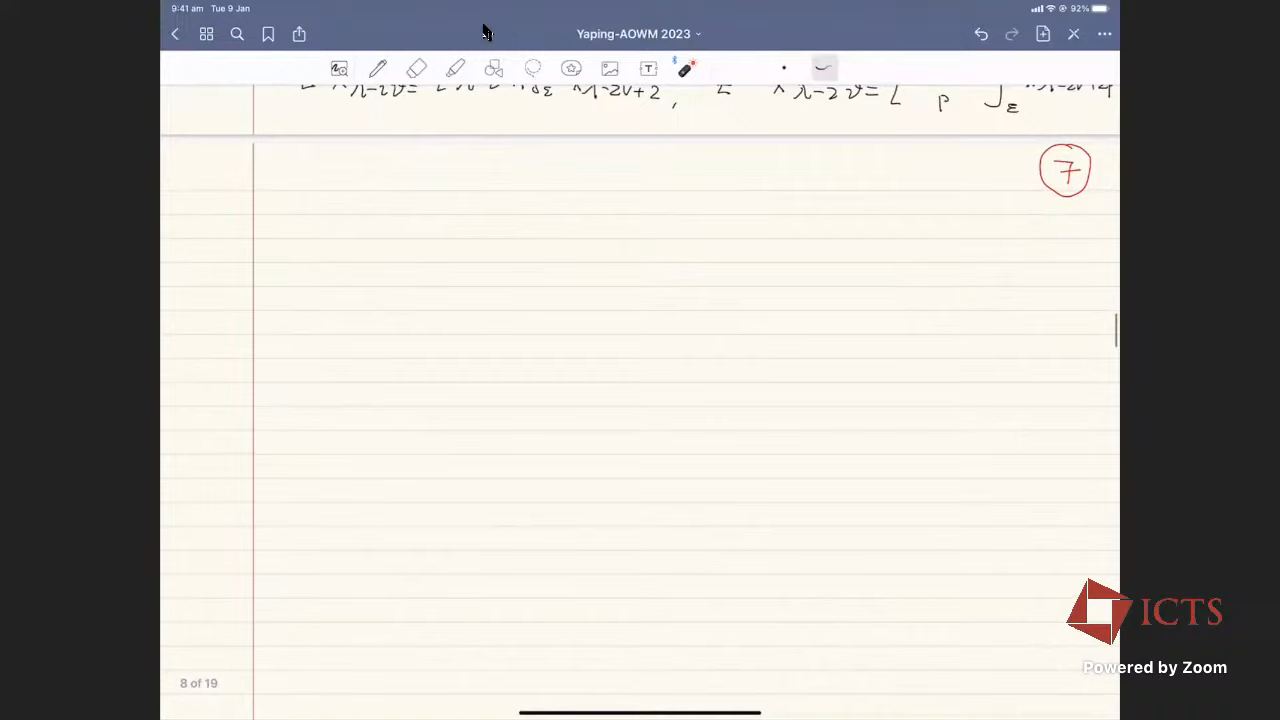 9:41 am Tue 9 Jan
92%
Yaping-AOWM 2023
7
8 of 19
ICTS
Powered by Zoom